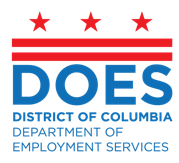 DOES
DISTRICT OF COLUMBIA
DEPARTMENT OF
EMPLOYMENT SERVICES